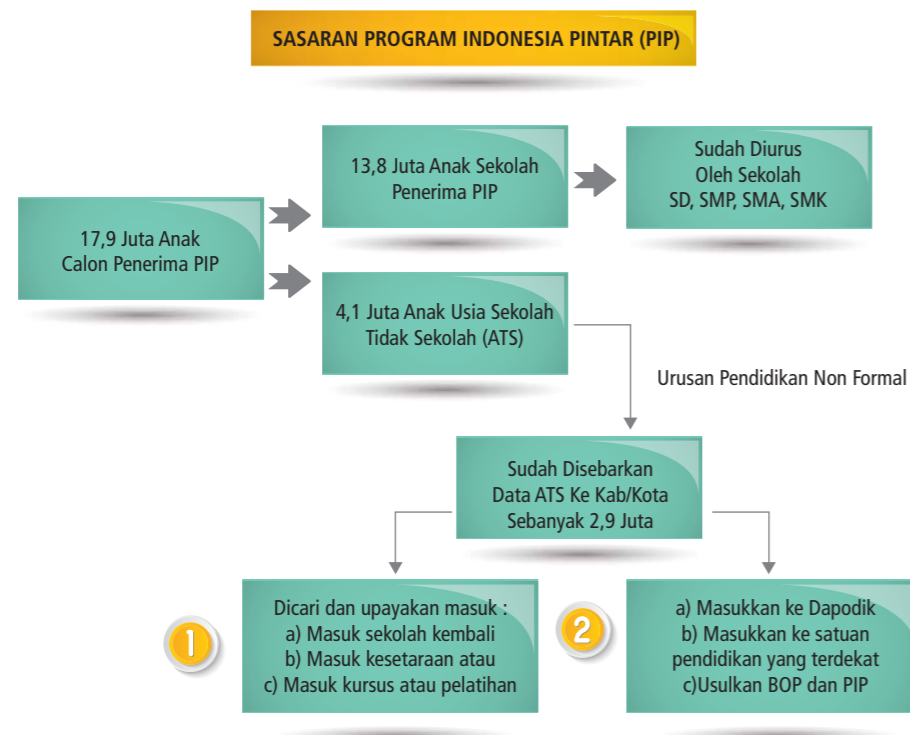 SASARAN PROGRAM INDONESIA PINTAR (PIP)
17,9 Juta Anak
Calon Penerima PIP
13,8 Juta Anak Sekolah
Penerima PIP
Sudah Diurus
Oleh Sekolah
SD, SMP, SMA, SMK
4,1 Juta Anak Usia Sekolah
Tidak Sekolah (ATS)
Urusan Pendidikan Non Formal
Sudah Disebarkan
Data ATS Ke Kab/Kota
Sebanyak 2,9 Juta
1
Dicari dan upayakan masuk :
a) Masuk sekolah kembali
b) Masuk kesetaraan atau
c) Masuk kursus atau pelatihan
2
a) Masukkan ke Dapodik
b) Masukkan ke satuan
pendidikan yang terdekat
c)Usulkan BOP dan PIP